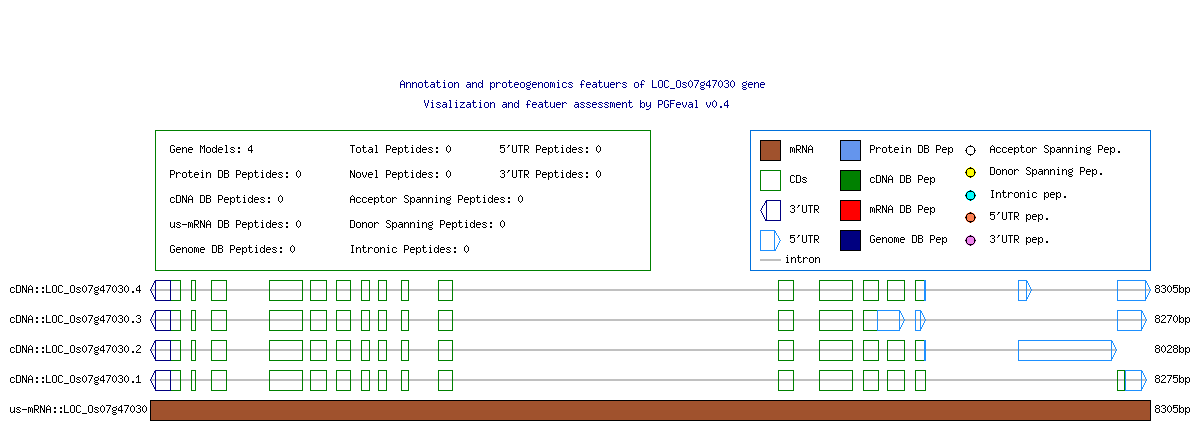 Annotation and proteogenomics featuers of LOC_Os07g47030 gene
Visalization and featuer assessment by PGFeval v0.4
Gene Models: 4 Total Peptides: 0 5'UTR Peptides: 0
Protein DB Peptides: 0 Novel Peptides: 0 3'UTR Peptides: 0
cDNA DB Peptides: 0 Acceptor Spanning Peptides: 0
us-mRNA DB Peptides: 0 Donor Spanning Peptides: 0
Genome DB Peptides: 0 Intronic Peptides: 0
mRNA Protein DB Pep Acceptor Spanning Pep.
CDs cDNA DB Pep Donor Spanning Pep.
3'UTR mRNA DB Pep Intronic pep.
5'UTR Genome DB Pep 5'UTR pep.
intron 3'UTR pep.
cDNA::LOC_Os07g47030.4 8305bp
cDNA::LOC_Os07g47030.3 8270bp
cDNA::LOC_Os07g47030.2 8028bp
cDNA::LOC_Os07g47030.1 8275bp
us-mRNA::LOC_Os07g47030 8305bp